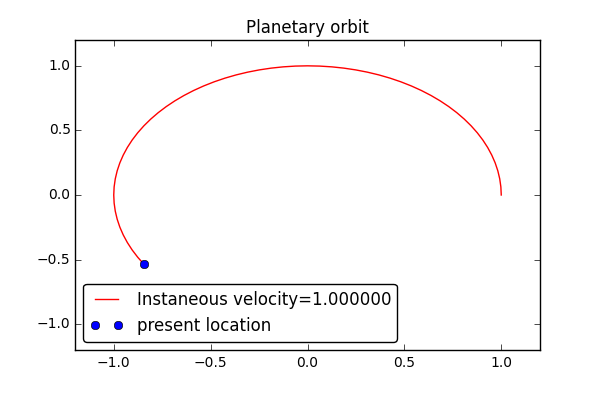 Planetary orbit
1.0
0.5
0.0
−0.5
−1.0
Instaneous velocity=1.000000
present location
−1.0 −0.5 0.0 0.5 1.0